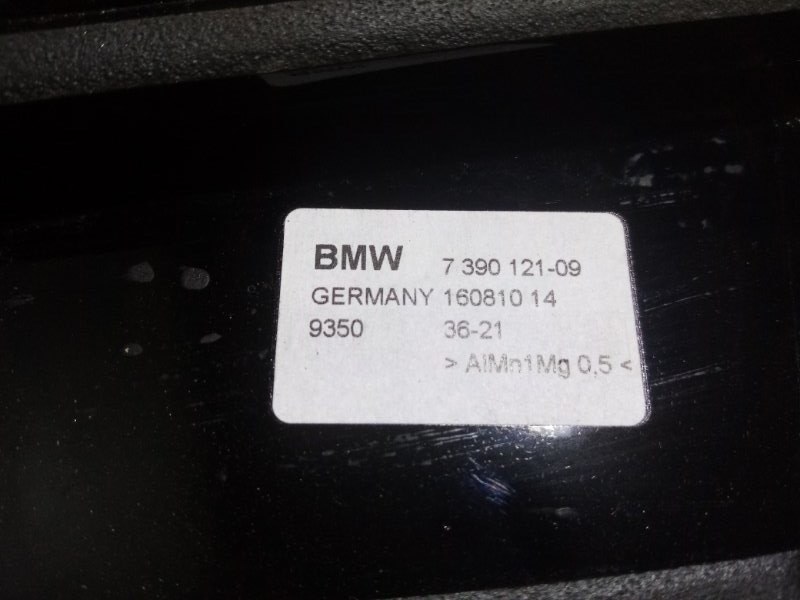 BMW 7 390 121-09
GERMANY 160810 14
9350 36-21
> AlMn1Mg 0,5 <